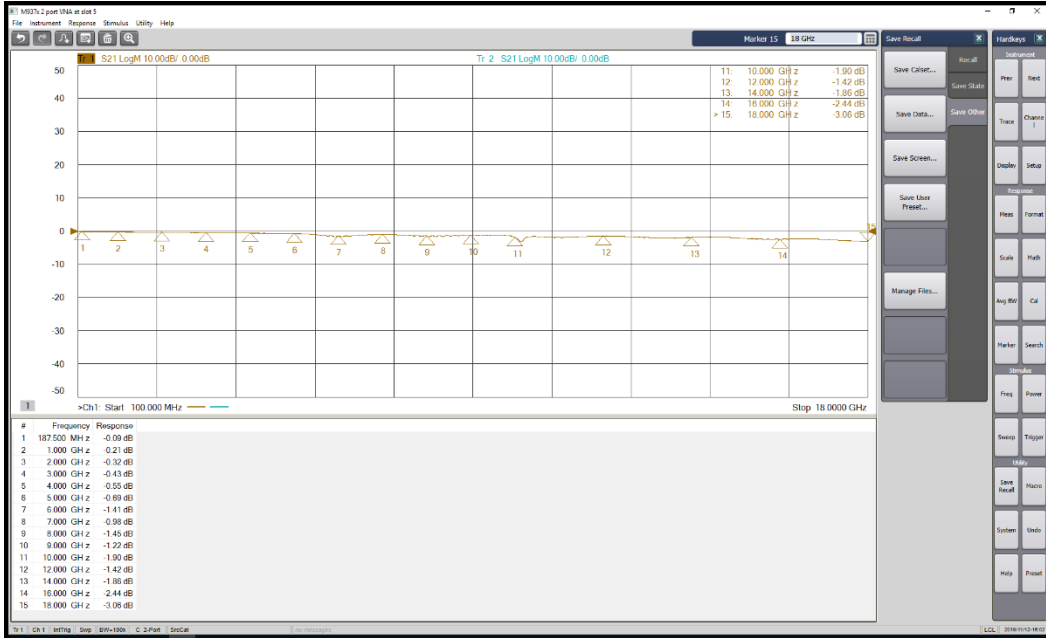 M937x 2 port VNA at slot 5
File Instrument Response Stimulus Utility Help
Marker 15 18 GHz
Save Recall
Hardkeys
Tr 1 S21 LogM 10.00dB/ 0.00dB
Tr 2 S21 LogM 10.00dB/ 0.00dB
11: 10.000 GHz -1.90 dB
12: 12.000 GHz -1.42 dB
13: 14.000 GHz -1.86 dB
14: 16.000 GHz -2.44 dB
> 15: 18.000 GHz -3.06 dB
50
40
30
20
10
0
-10
-20
-30
-40
-50
1 2 3 4 5 6 7 8 9 10 11 12 13 14 15
1
>Ch1: Start 100.000 MHz
Stop 18.0000 GHz
# Frequency Response
1 187.500 MHz -0.09 dB
2 1.000 GHz -0.21 dB
3 2.000 GHz -0.32 dB
4 3.000 GHz -0.43 dB
5 4.000 GHz -0.55 dB
6 5.000 GHz -0.69 dB
7 6.000 GHz -1.41 dB
8 7.000 GHz -0.98 dB
9 8.000 GHz -1.45 dB
10 9.000 GHz -1.22 dB
11 10.000 GHz -1.90 dB
12 12.000 GHz -1.42 dB
13 14.000 GHz -1.86 dB
14 16.000 GHz -2.44 dB
15 18.000 GHz -3.06 dB
Save Calset...
Save Data...
Save Screen...
Save User
Preset...
Manage Files...
Recall
Save State
Save Other
Instrument
Prev Next
Trace Channe
l
Display Setup
Response
Meas Format
Scale Math
Avg BW Cal
Marker Search
Stimulus
Freq Power
Sweep Trigger
Utility
Save
Recall
Macro
System Undo
Help Preset
Tr 1 Ch 1 IntTrig Swp BW=100k C 2-Port SrcCal no messages
LCL